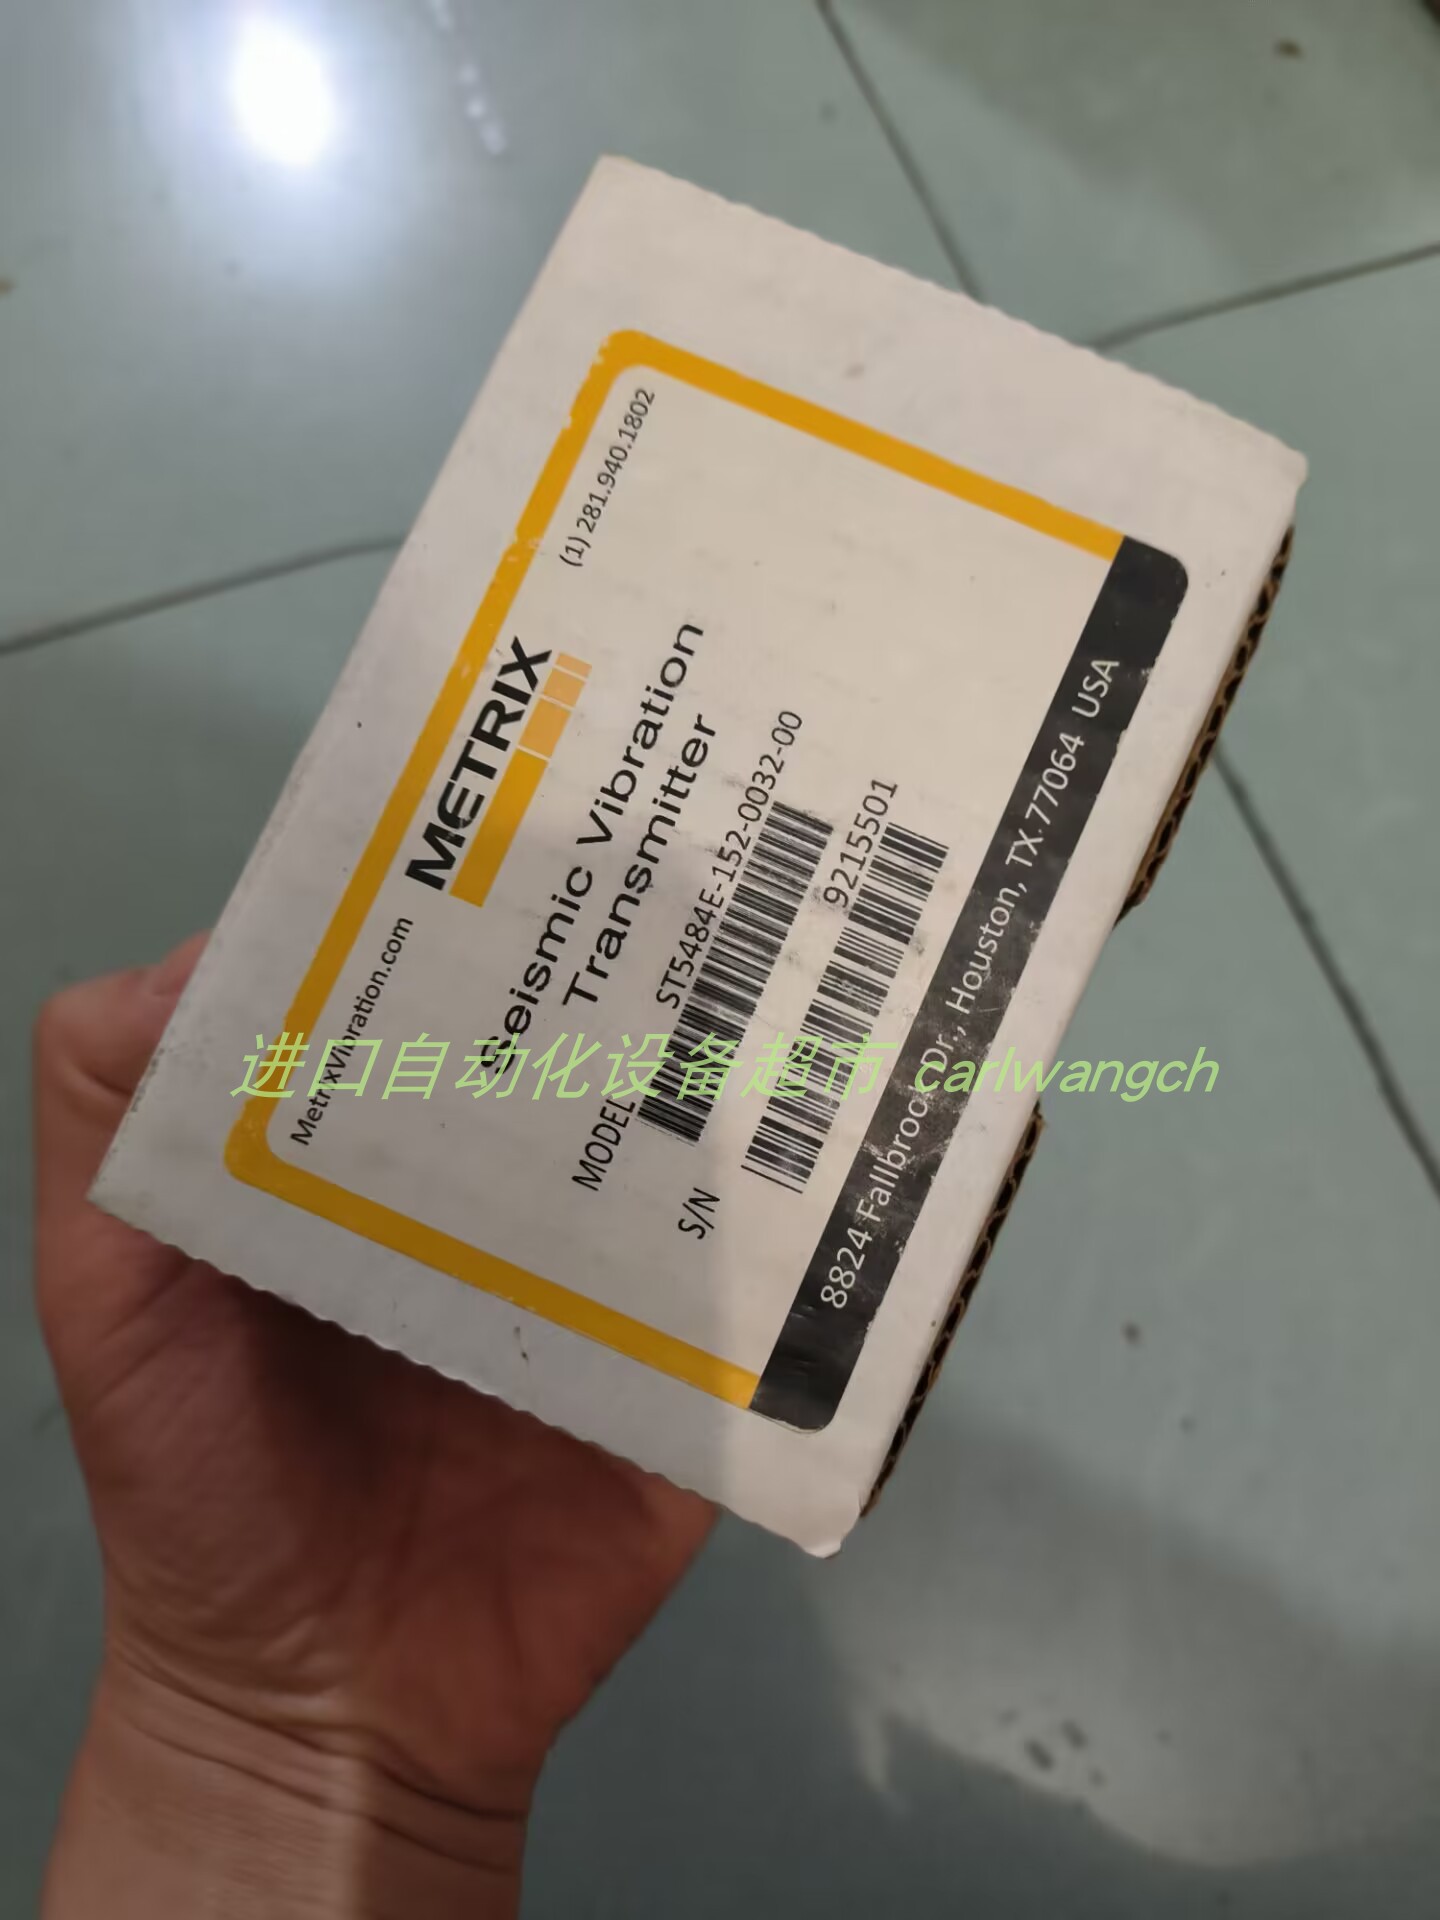 MetrixVibration.com
(1) 281.940.1802
METRIX
Seismic Vibration
Transmitter
MODEL ST5484E-152-0032-00
S/N 9215501
8824 Fallbrook Dr., Houston, TX 77064 USA
进口自动化设备超市 carlwangch